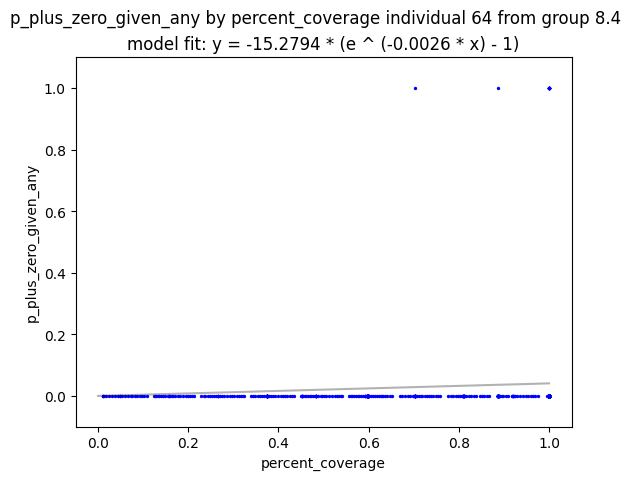 p_plus_zero_given_any by percent_coverage individual 64 from group 8.4
model fit: y = -15.2794 * (e ^ (-0.0026 * x) - 1)
1.0
0.8
0.6
0.4
0.2
0.0
p_plus_zero_given_any
0.0 0.2 0.4 0.6 0.8 1.0
percent_coverage